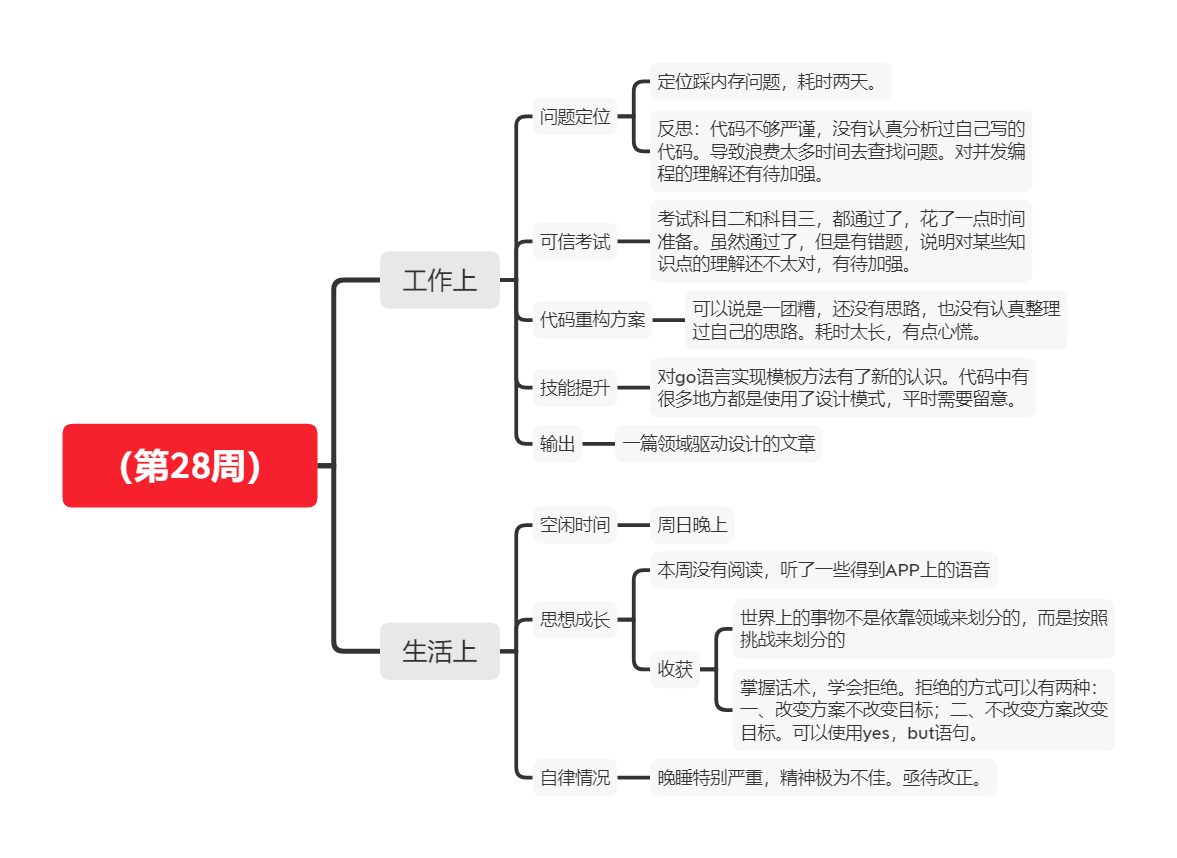 (第28周)
工作上
问题定位
定位踩内存问题，耗时两天。
反思：代码不够严谨，没有认真分析过自己写的
代码。导致浪费太多时间去查找问题。对并发编
程的理解还有待加强。
可信考试
考试科目二和科目三，都通过了，花了一点时间
准备。虽然通过了，但是有错题，说明对某些知
识点的理解还不太对，有待加强。
代码重构方案
可以说是一团糟，还没有思路，也没有认真整理
过自己的思路。耗时太长，有点心慌。
技能提升
对go语言实现模板方法有了新的认识。代码中有
很多地方都是使用了设计模式，平时需要留意。
输出
一篇领域驱动设计的文章
生活上
空闲时间
周日晚上
思想成长
本周没有阅读，听了一些得到APP上的语音
收获
世界上的事物不是依靠领域来划分的，而是按照
挑战来划分的
掌握话术，学会拒绝。拒绝的方式可以有两种：
一、改变方案不改变目标；二、不改变方案改变
目标。可以使用yes，but语句。
自律情况
晚睡特别严重，精神极为不佳。亟待改正。